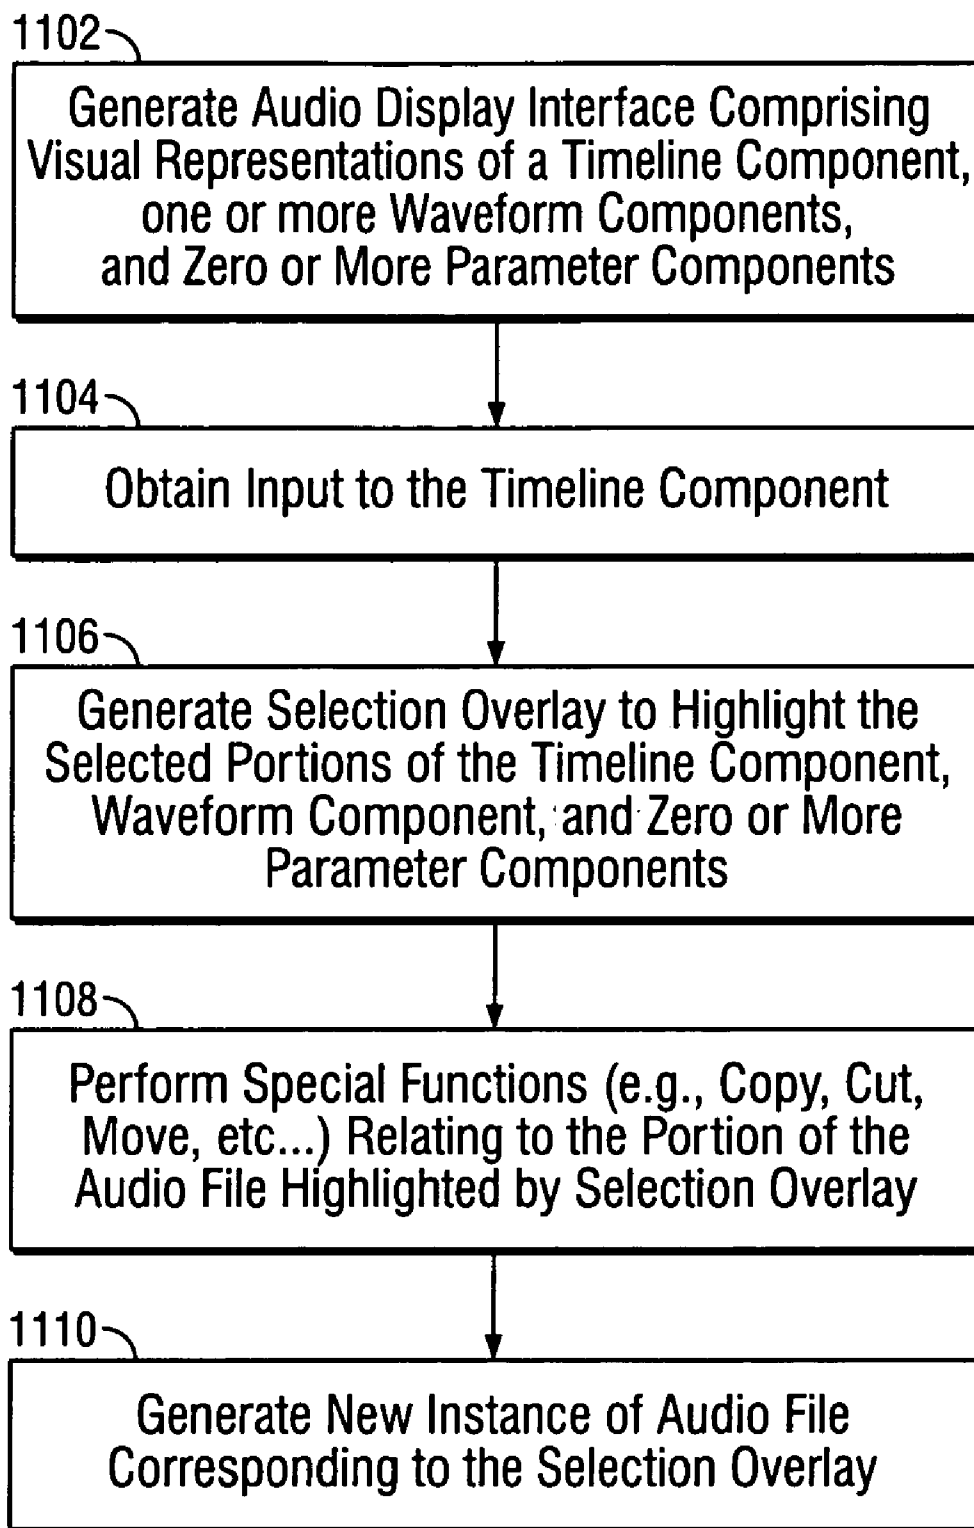 1102
Generate Audio Display Interface Comprising
Visual Representations of a Timeline Component,
one or more Waveform Components,
and Zero or More Parameter Components
1104
Obtain Input to the Timeline Component
1106
Generate Selection Overlay to Highlight the
Selected Portions of the Timeline Component,
Waveform Component, and Zero or More
Parameter Components
1108
Perform Special Functions (e.g., Copy, Cut,
Move, etc...) Relating to the Portion of the
Audio File Highlighted by Selection Overlay
1110
Generate New Instance of Audio File
Corresponding to the Selection Overlay